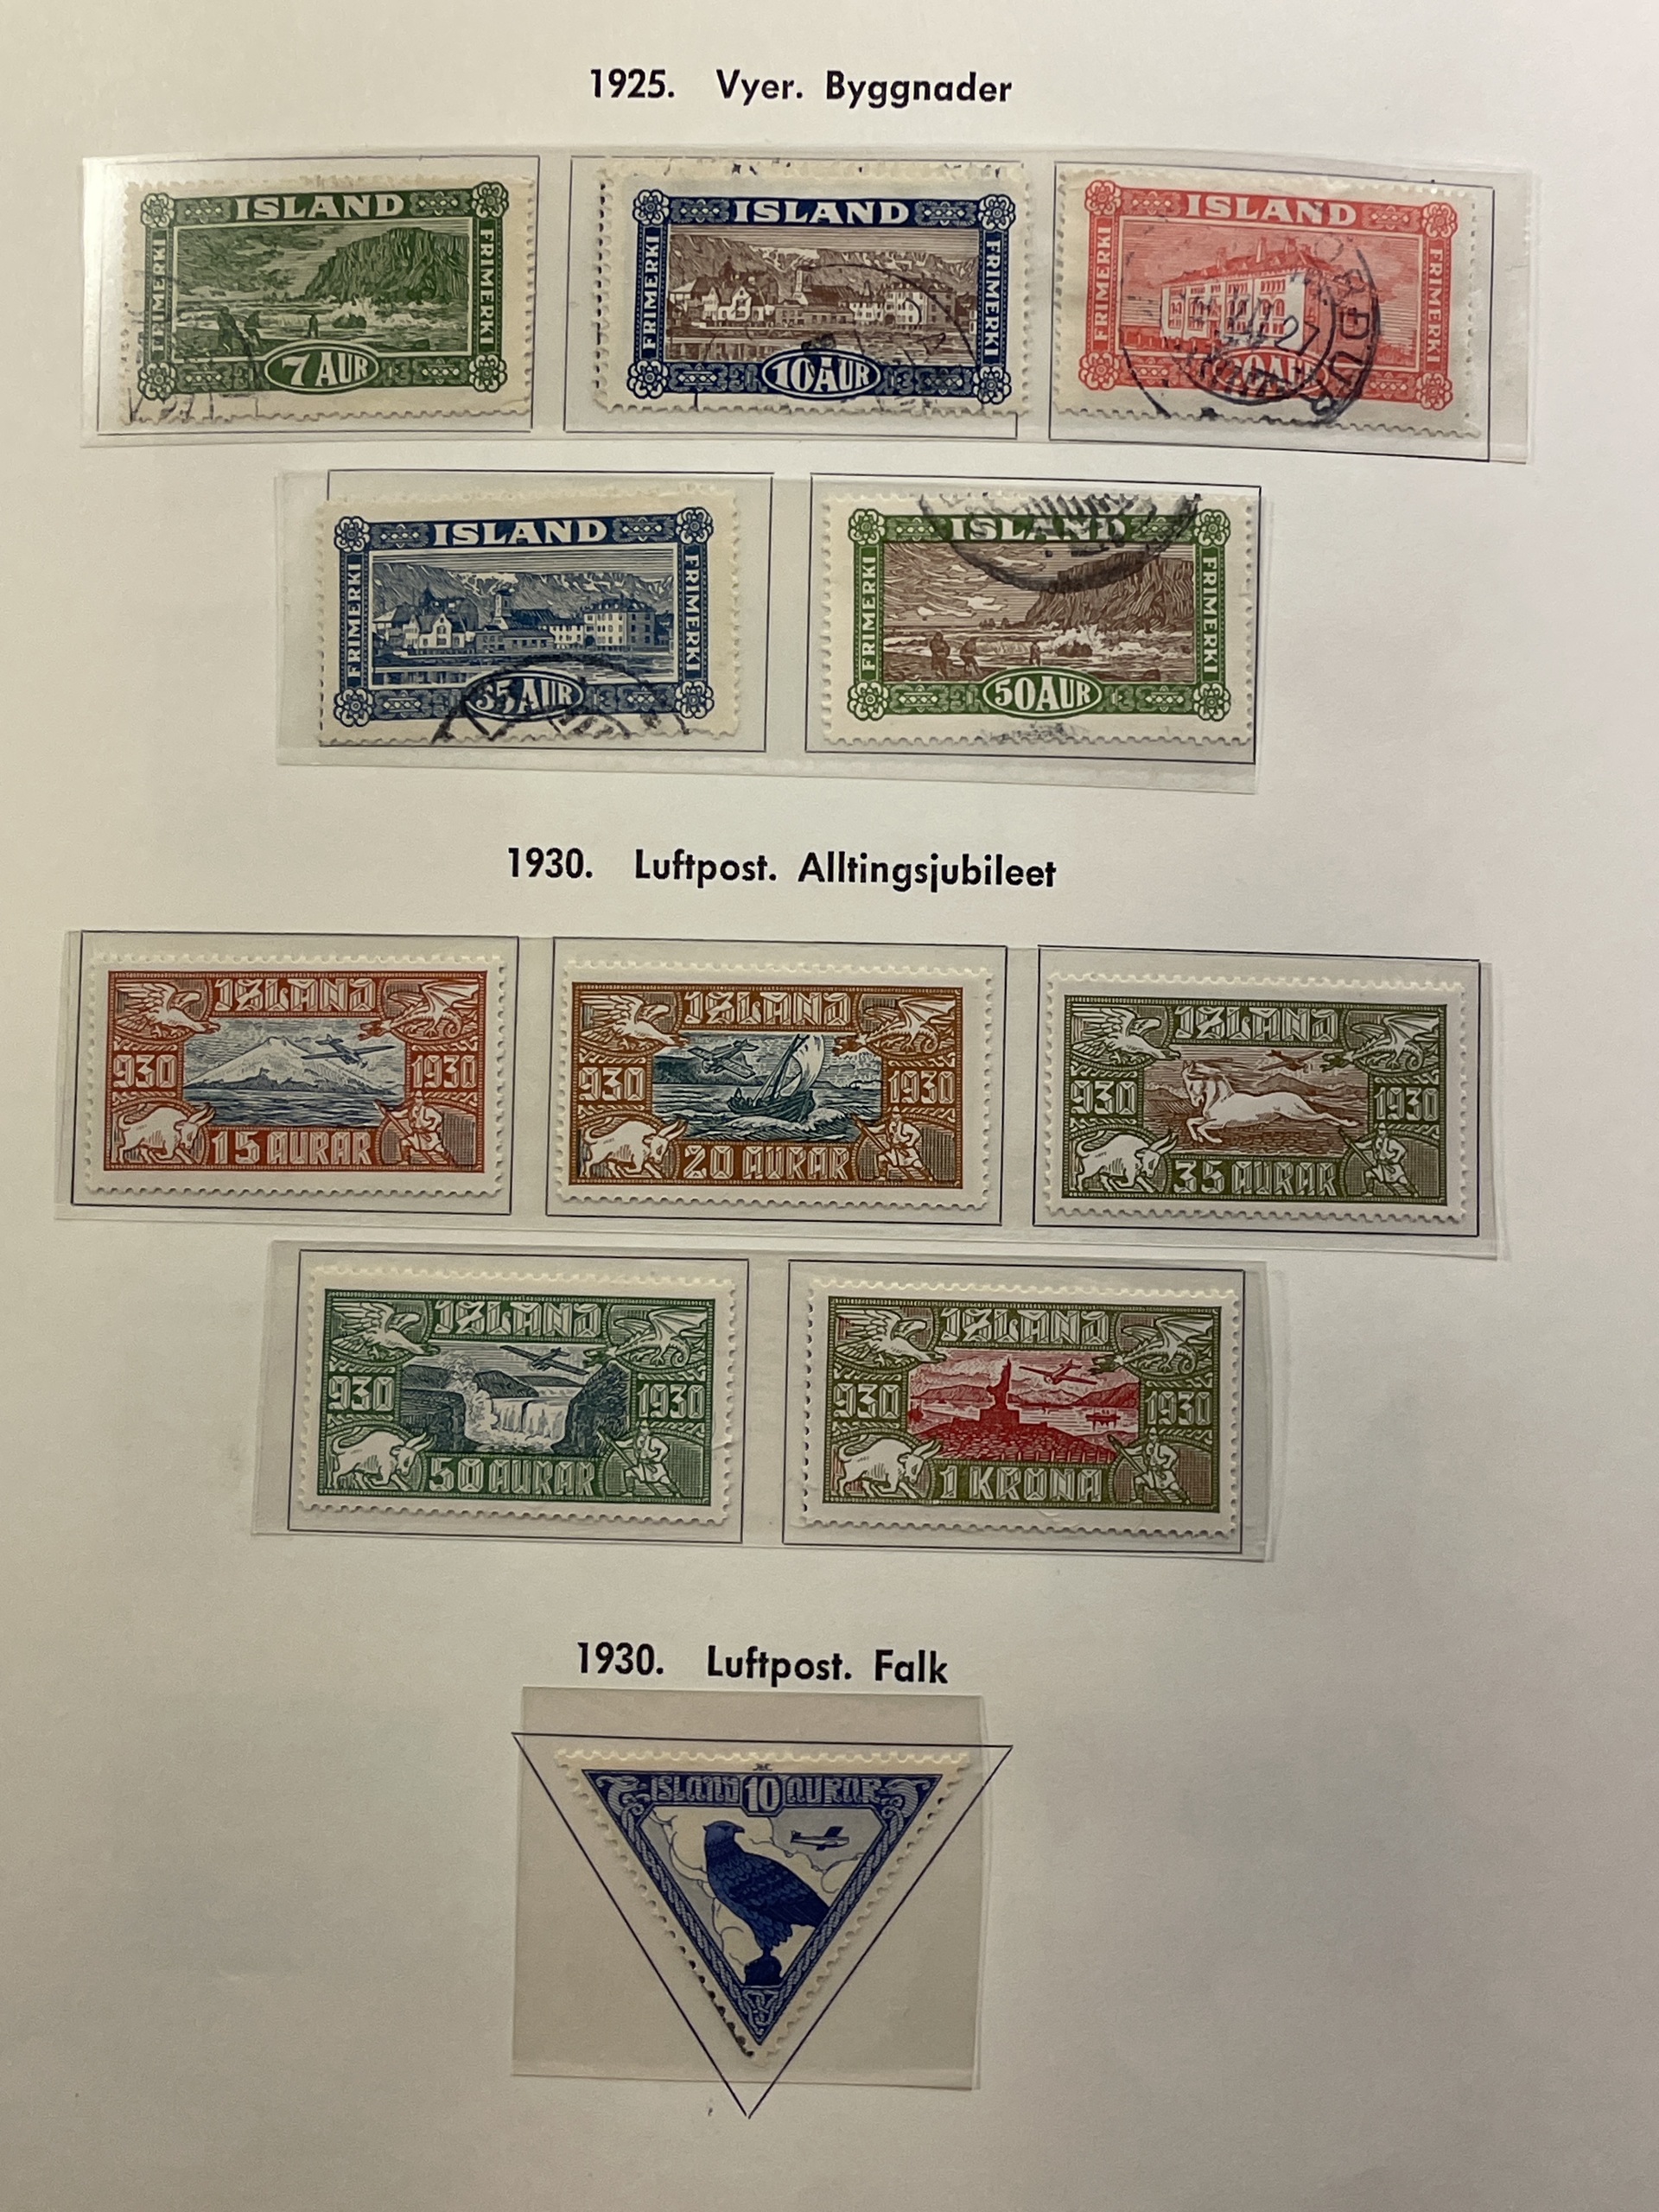 1925. Vyer. Byggnader
ISLAND
FRIMERKI
FRIMERKI
7 AUR
ISLAND
FRIMERKI
FRIMERKI
10 AUR
ISLAND
FRIMERKI
FRIMERKI
27
ISLAND
FRIMERKI
FRIMERKI
35 AUR
ISLAND
FRIMERKI
FRIMERKI
50 AUR
1930. Luftpost. Alltingsjubileet
ISLAND
930 1930
15 AURAR
ISLAND
930 1930
20 AURAR
ISLAND
930 1930
35 AURAR
ISLAND
930 1930
50 AURAR
ISLAND
930 1930
1 KRONA
1930. Luftpost. Falk
ISLAND 10 AURAR